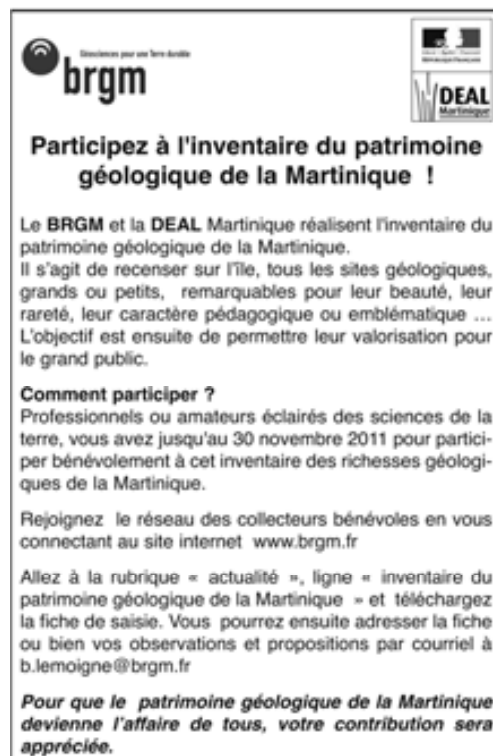 Géosciences pour une Terre durable
brgm
DEAL
Martinique
Participez à l'inventaire du patrimoine
géologique de la Martinique !
Le BRGM et la DEAL Martinique réalisent l'inventaire du
patrimoine géologique de la Martinique.
Il s'agit de recenser sur l'île, tous les sites géologiques,
grands ou petits, remarquables pour leur beauté, leur
rareté, leur caractère pédagogique ou emblématique ...
L'objectif est ensuite de permettre leur valorisation pour
le grand public.
Comment participer ?
Professionnels ou amateurs éclairés des sciences de la
terre, vous avez jusqu'au 30 novembre 2011 pour partici-
per bénévolement à cet inventaire des richesses géologi-
ques de la Martinique.
Rejoignez le réseau des collecteurs bénévoles en vous
connectant au site internet www.brgm.fr
Allez à la rubrique « actualité », ligne « inventaire du
patrimoine géologique de la Martinique » et téléchargez
la fiche de saisie. Vous pourrez ensuite adresser la fiche
ou bien vos observations et propositions par courriel à
b.lemoigne@brgm.fr
Pour que le patrimoine géologique de la Martinique
devienne l'affaire de tous, votre contribution sera
appréciée.